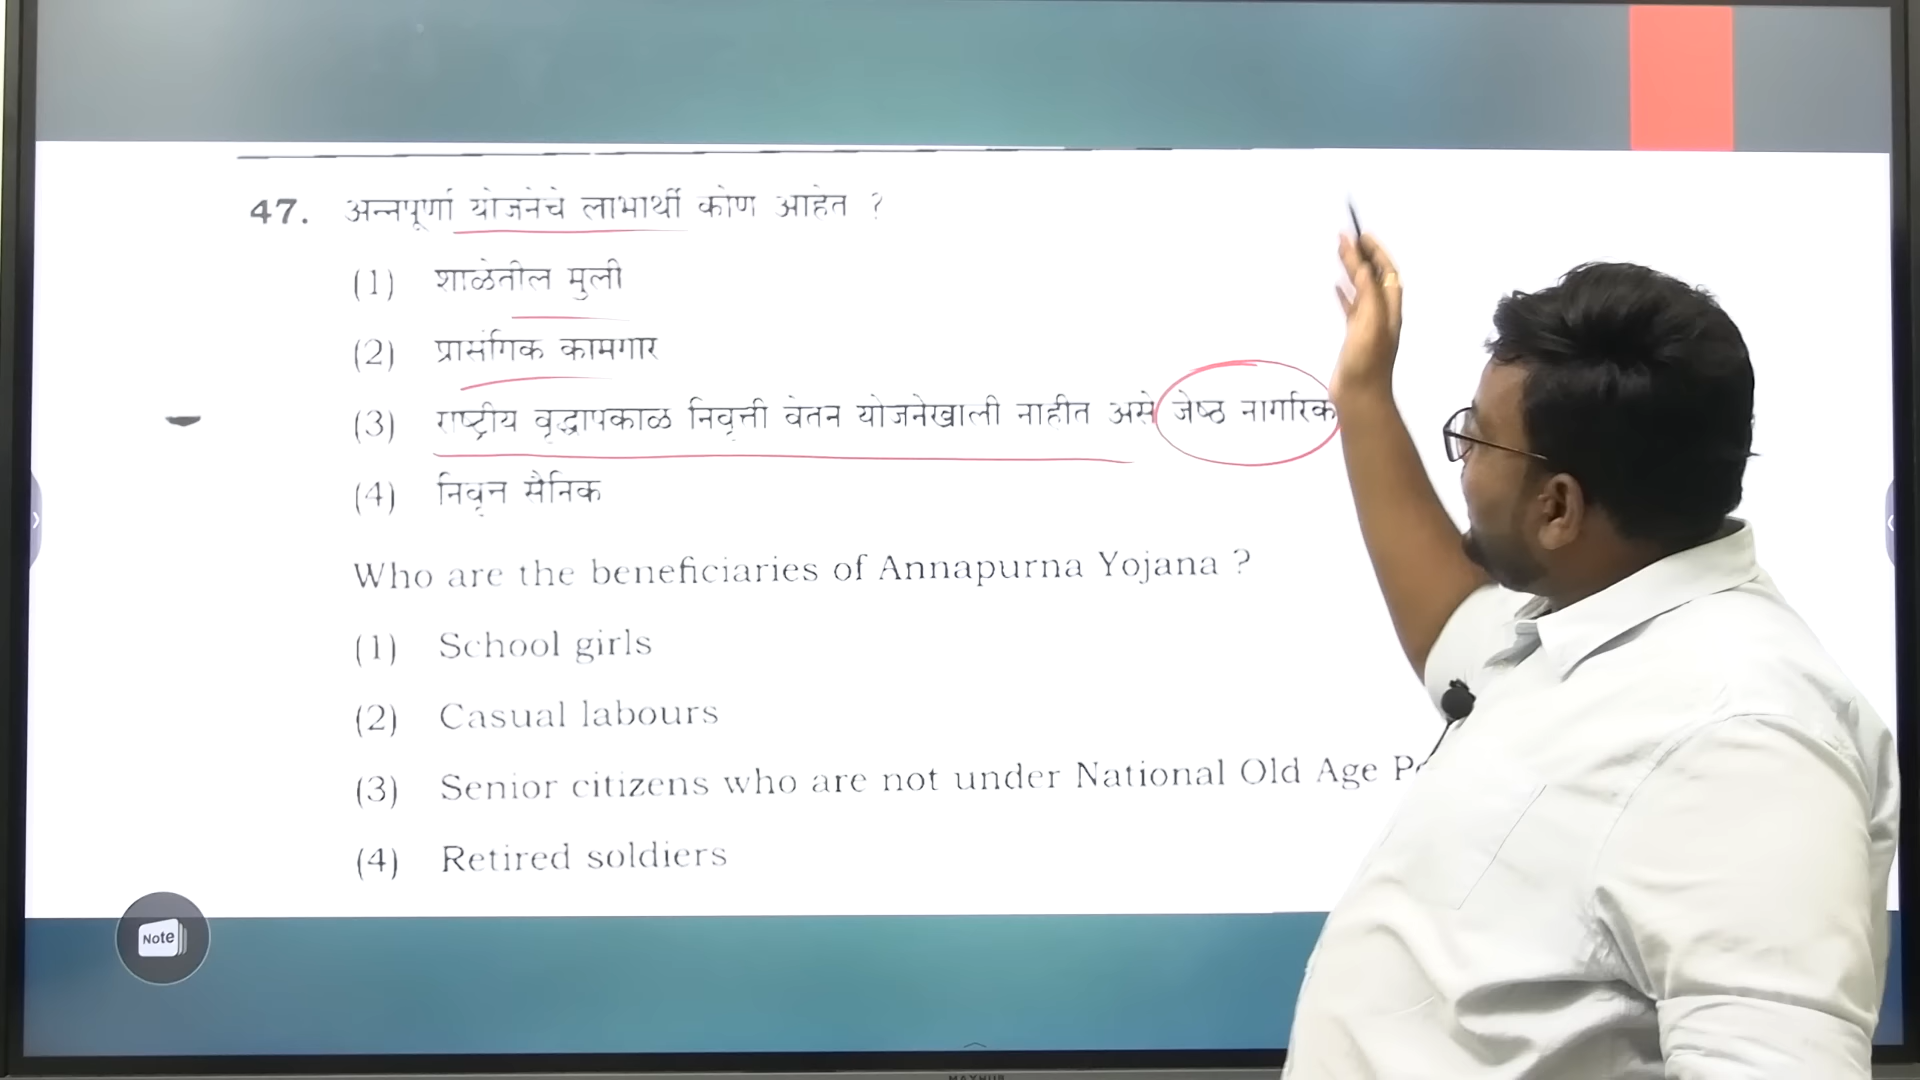 47. अन्नपूर्णा योजनेचे लाभार्थी कोण आहेत ?
(1) शाळेतील मुली
(2) प्रासंगिक कामगार
(3) राष्ट्रीय वृद्धापकाळ निवृत्ती वेतन योजनेखाली नाहीत असे जेष्ठ नागरिक
(4) निवृत्त सैनिक
Who are the beneficiaries of Annapurna Yojana ?
(1) School girls
(2) Casual labours
(3) Senior citizens who are not under National Old Age
(4) Retired soldiers
Note
MAXHUB